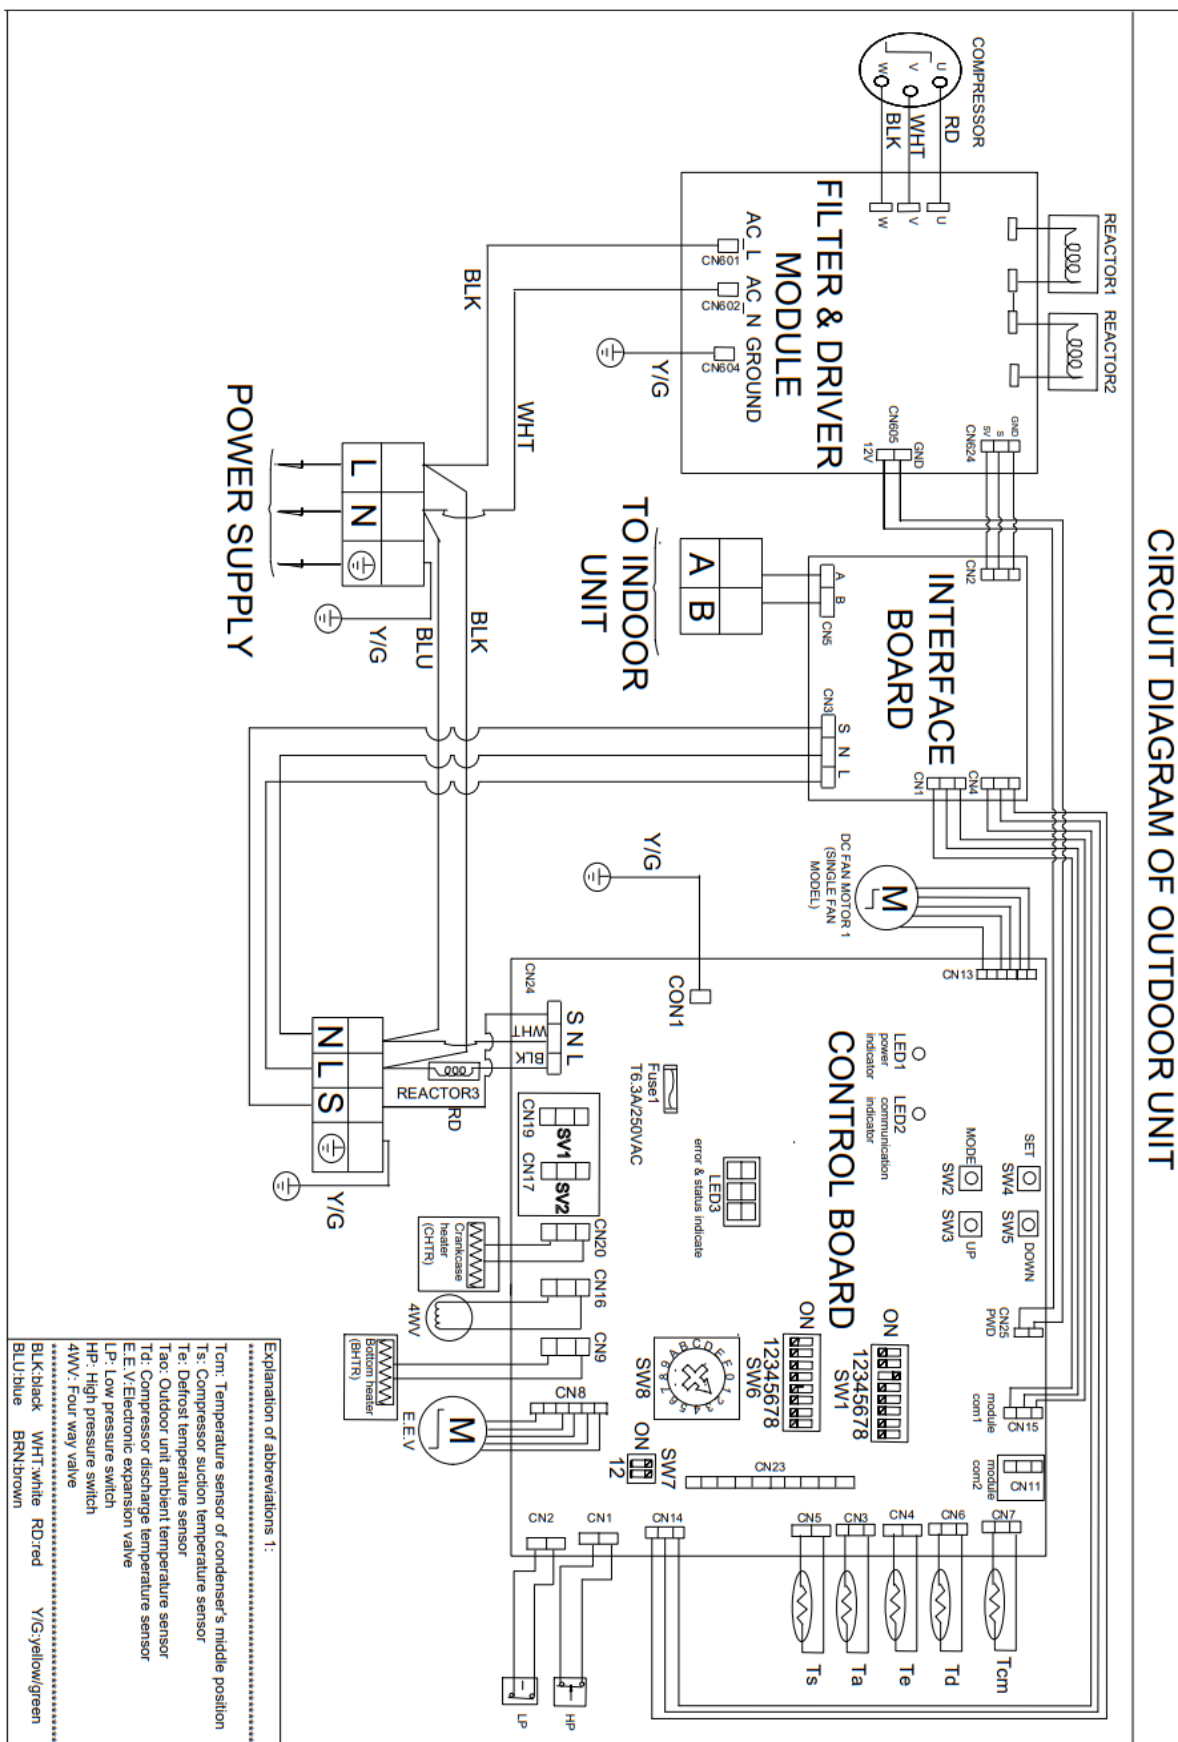 CIRCUIT DIAGRAM OF OUTDOOR UNIT
COMPRESSOR
U
V
W
RD
WHT
BLK
U
V
W
REACTOR1
REACTOR2
FILTER & DRIVER
MODULE
AC_L
AC_N
GROUND
CN601
CN602
CN604
BLK
WHT
Y/G
CN605
GND
12V
CN624
GND
S
5V
POWER SUPPLY
L
N
Y/G
BLU
BLK
TO INDOOR
UNIT
A
B
INTERFACE
BOARD
A
B
CN5
CN2
CN3
S
N
L
CN1
CN4
DC FAN MOTOR 1
(SINGLE FAN
MODEL)
M
CN13
Y/G
CON1
CONTROL BOARD
LED1
power
indicator
LED2
communication
indicator
SET
SW4
MODE
SW2
SW5
DOWN
SW3
UP
CN25
PWD
module
com1
CN15
module
com2
CN11
CN24
S
N
L
WHT
BLK
REACTOR3
RD
N
L
S
Y/G
Fuse1
T6.3A/250VAC
LED3
error & status indicate
CN19
SV1
CN17
SV2
CN20
Crankcase
heater
(CHTR)
CN16
4WV
CN9
Bottom heater
(BHTR)
CN8
M
E.E.V
ON
12345678
SW1
ON
12345678
SW6
SW8
SW7
ON
12
CN23
CN2
CN1
CN14
CN5
CN3
CN4
CN6
CN7
LP
HP
Ts
Ta
Te
Td
Tcm
Explanation of abbreviations 1:
Tcm: Temperature sensor of condenser's middle position
Ts: Compressor suction temperature sensor
Te: Defrost temperature sensor
Tao: Outdoor unit ambient temperature sensor
Td: Compressor discharge temperature sensor
E.E.V:Electronic expansion valve
LP: Low pressure switch
HP: High pressure switch
4WV: Four way valve
BLK:black WHT:white RD:red Y/G:yellow/green
BLU:blue BRN:brown